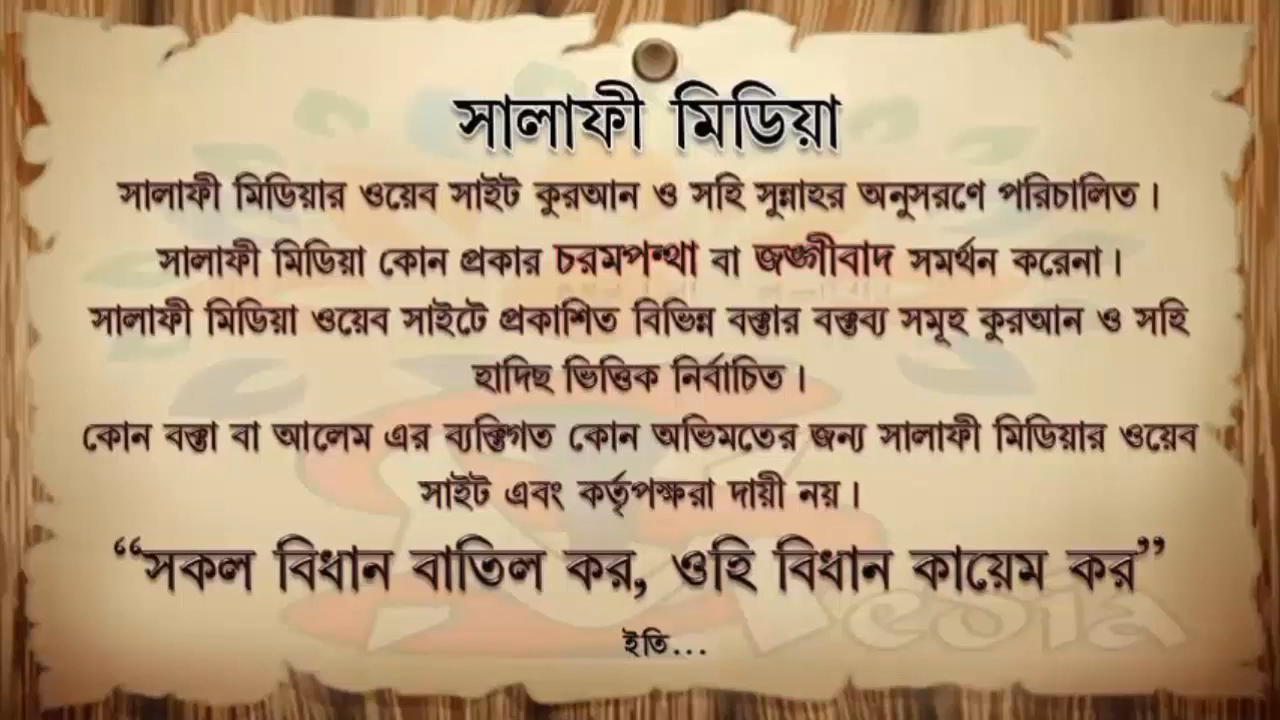 সালাফী মিডিয়া
সালাফী মিডিয়ার ওয়েব সাইট কুরআন ও সহি সুন্নাহর অনুসরণে পরিচালিত।
সালাফী মিডিয়া কোন প্রকার চরমপন্থা বা জঙ্গীবাদ সমর্থন করেনা।
সালাফী মিডিয়া ওয়েব সাইটে প্রকাশিত বিভিন্ন বক্তার বক্তব্য সমূহ কুরআন ও সহি
হাদিছ ভিত্তিক নির্বাচিত।
কোন বক্তা বা আলেম এর ব্যক্তিগত কোন অভিমতের জন্য সালাফী মিডিয়ার ওয়েব
সাইট এবং কর্তৃপক্ষরা দায়ী নয়।
“সকল বিধান বাতিল কর, ওহি বিধান কায়েম কর”
ইতি...